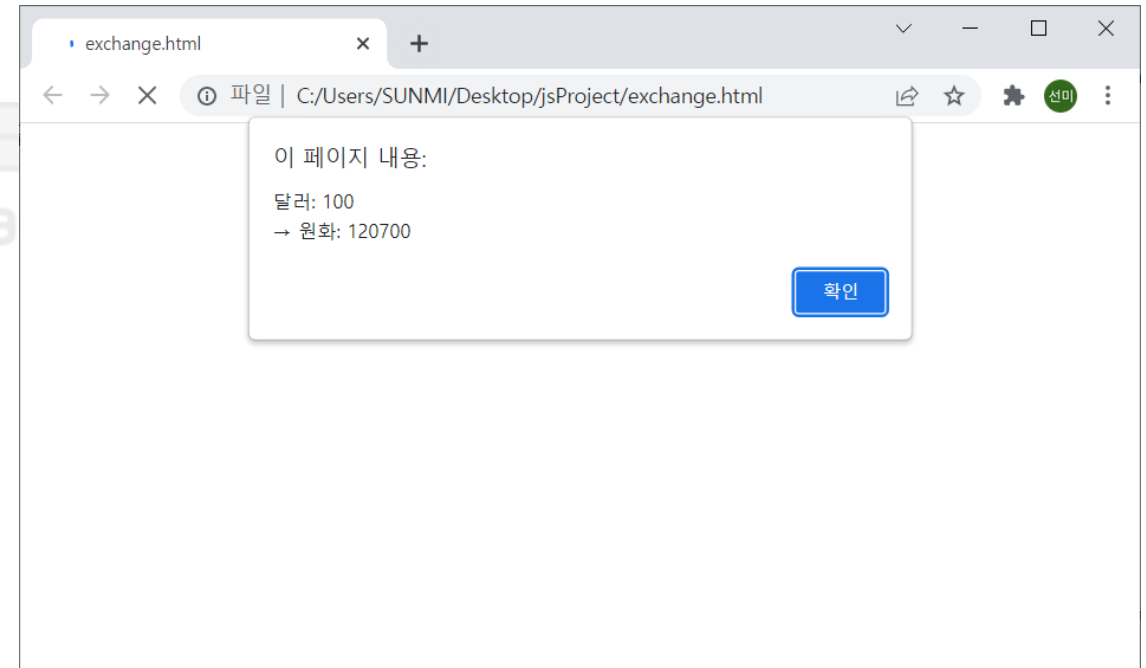 exchange.html
파일 | C:/Users/SUNMI/Desktop/jsProject/exchange.html
선미
이 페이지 내용:
달러: 100
→ 원화: 120700
확인